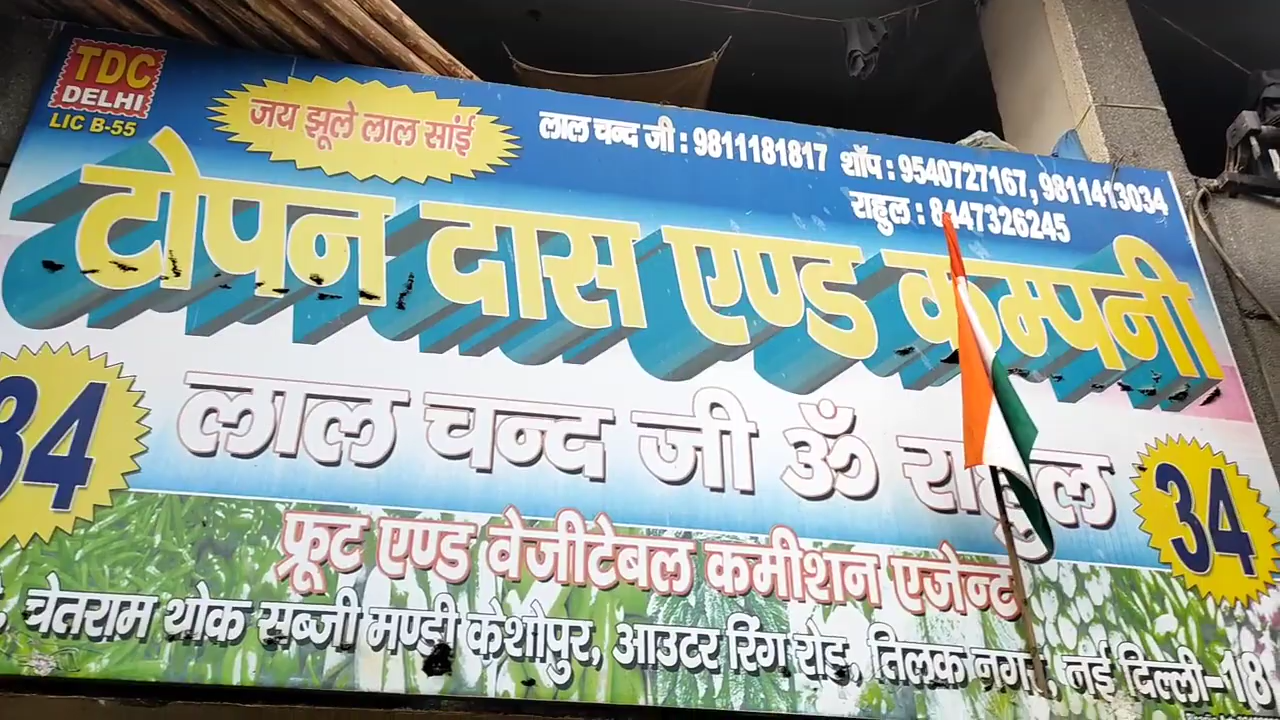 TDC
DELHI
LIC B-55
जय झूले लाल सांई
लाल चन्द जी : 9811181817 शॉप : 9540727167, 9811413034
राहुल : 8447326245
टोपन दास एण्ड कम्पनी
34 लाल चन्द जी ॐ राहुल 34
फ्रूट एण्ड वेजीटेबल कमीशन एजेन्ट
चेतराम थोक सब्जी मण्डी केशोपुर, आउटर रिंग रोड, तिलक नगर, नई दिल्ली-18